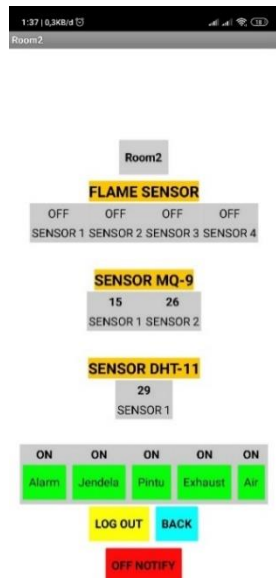 1:37 | 0,3KB/d
Room2
Room2
FLAME SENSOR
OFF OFF OFF OFF
SENSOR 1 SENSOR 2 SENSOR 3 SENSOR 4
SENSOR MQ-9
15 26
SENSOR 1 SENSOR 2
SENSOR DHT-11
29
SENSOR 1
ON ON ON ON ON
Alarm Jendela Pintu Exhaust Air
LOG OUT BACK
OFF NOTIFY